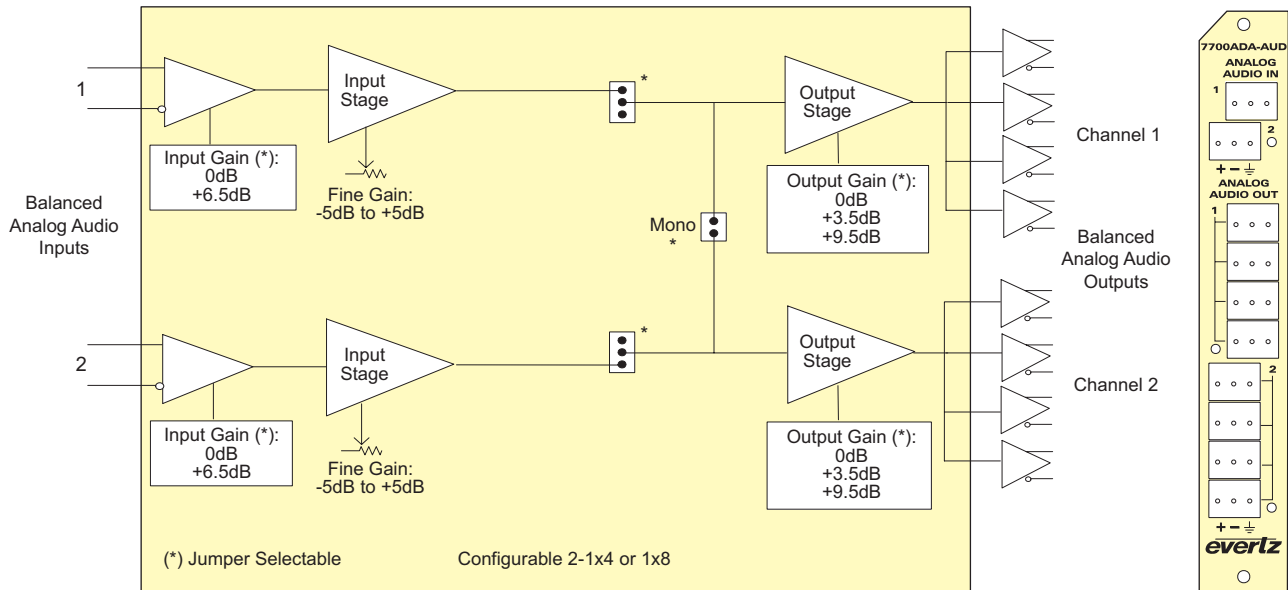 1
Input
Stage
*
Output
Stage
Channel 1
Input Gain (*):
0dB
+6.5dB
Fine Gain:
-5dB to +5dB
Output Gain (*):
0dB
+3.5dB
+9.5dB
Balanced
Analog Audio
Inputs
Mono
*
Balanced
Analog Audio
Outputs
2
Input
Stage
*
Output
Stage
Channel 2
Input Gain (*):
0dB
+6.5dB
Fine Gain:
-5dB to +5dB
Output Gain (*):
0dB
+3.5dB
+9.5dB
(*) Jumper Selectable
Configurable 2-1x4 or 1x8
7700ADA-AUD
ANALOG
AUDIO IN
1
2
+ -
ANALOG
AUDIO OUT
1
2
+ -
evertz